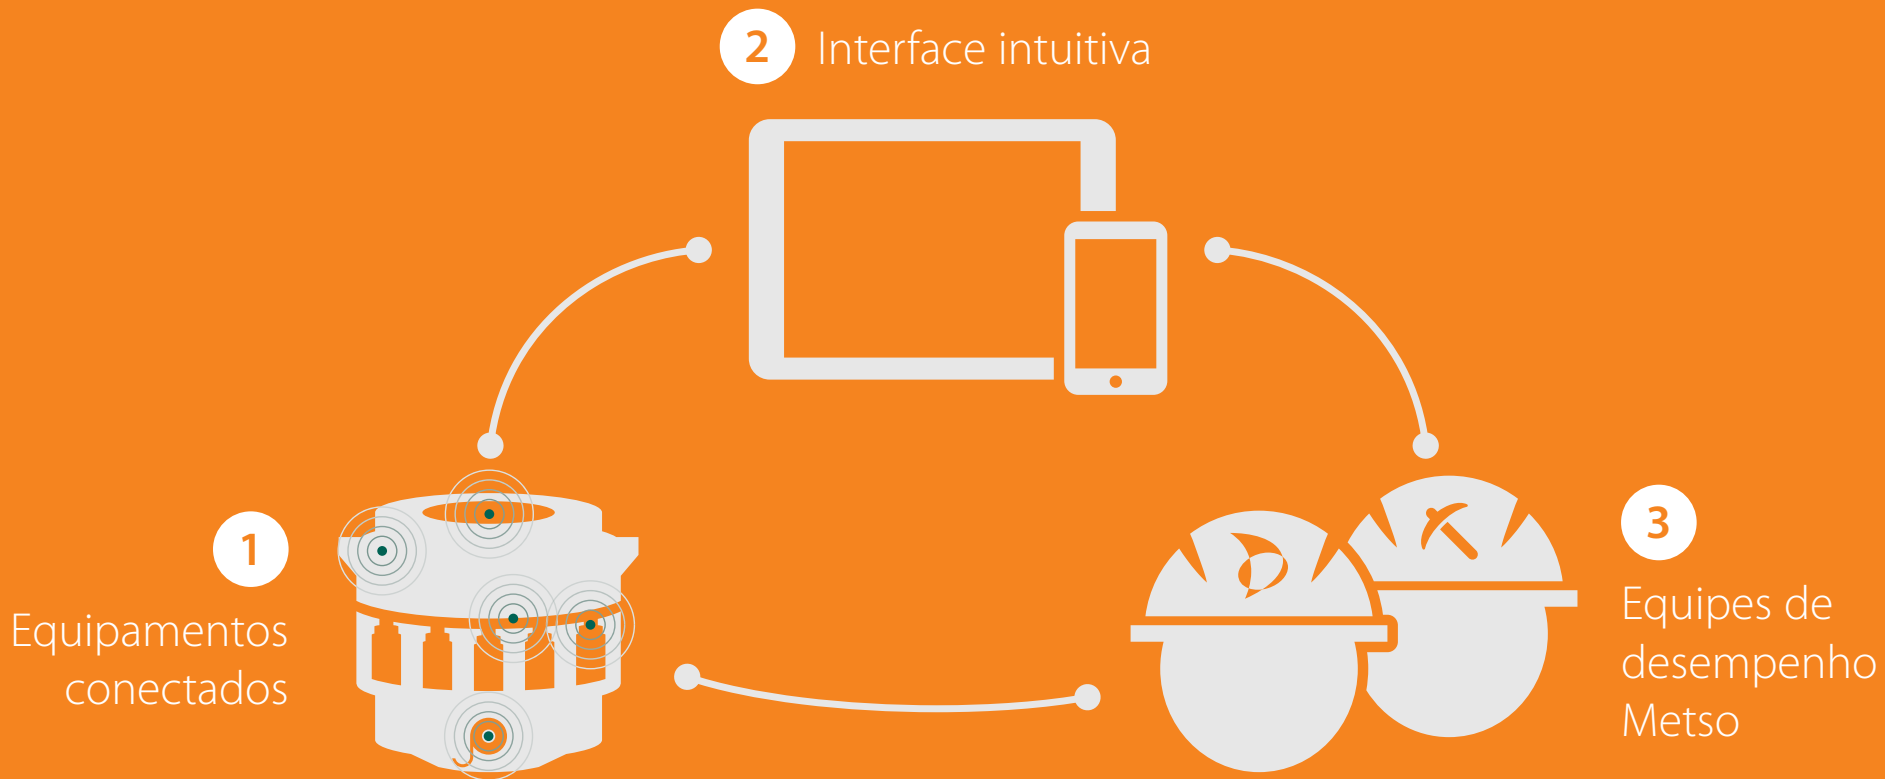 2 Interface intuitiva
1
Equipamentos
conectados
3
Equipes de
desempenho
Metso